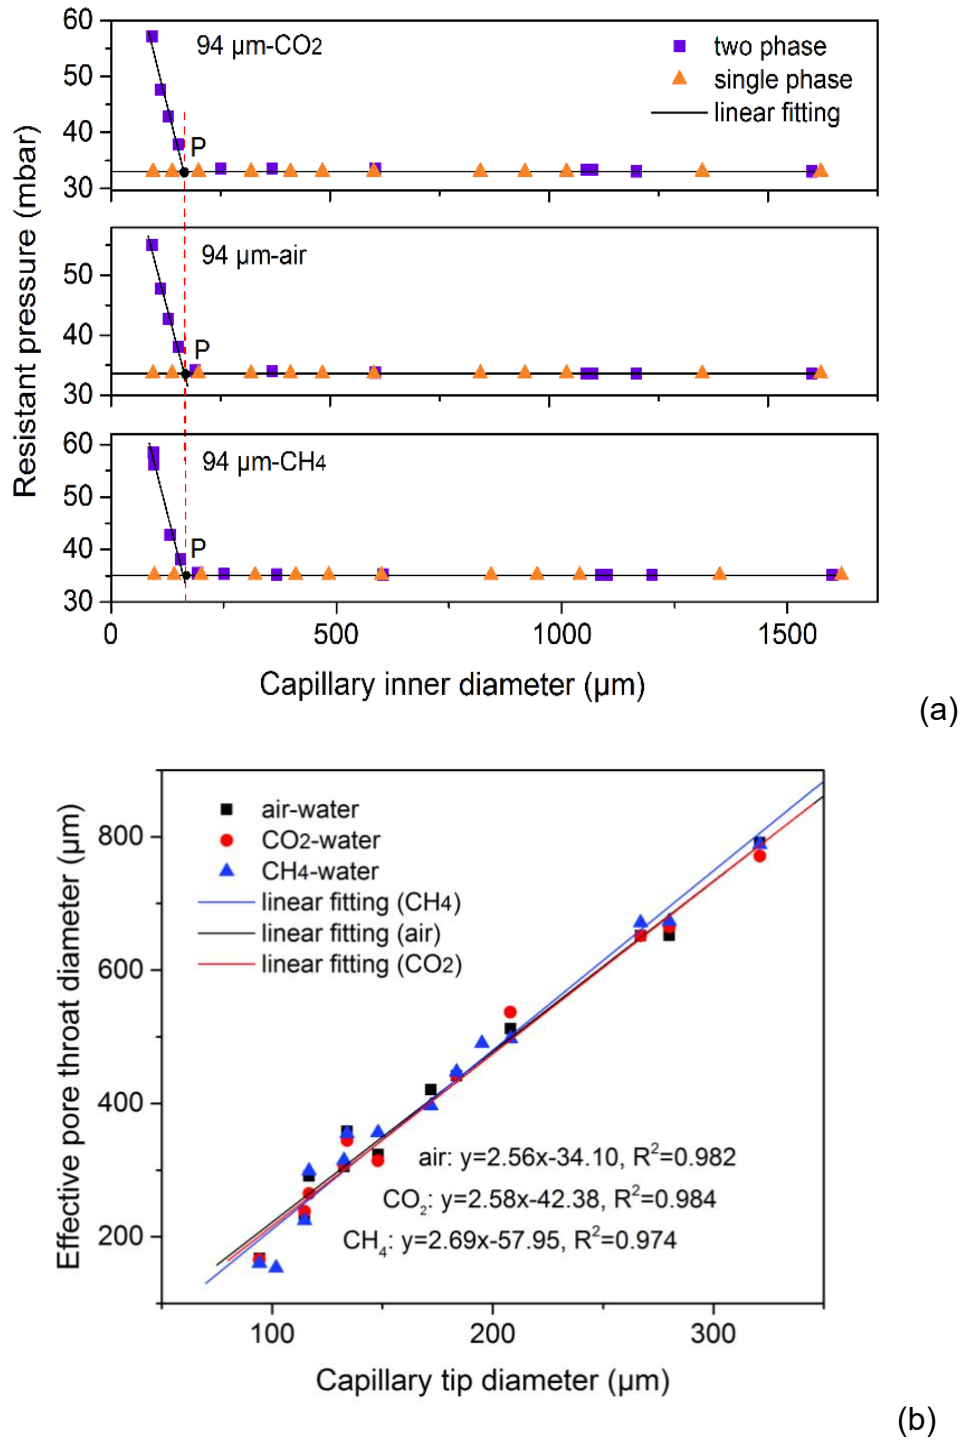 60
50
40
30
94 µm-CO2
P
two phase
single phase
linear fitting
50
40
30
94 µm-air
P
60
50
40
30
94 µm-CH4
P
0 500 1000 1500
Resistant pressure (mbar)
Capillary inner diameter (µm)
(a)
800
600
400
200
air-water
CO2-water
CH4-water
linear fitting (CH4)
linear fitting (air)
linear fitting (CO2)
air: y=2.56x-34.10, R²=0.982
CO₂: y=2.58x-42.38, R²=0.984
CH₄: y=2.69x-57.95, R²=0.974
100 200 300
Effective pore throat diameter (µm)
Capillary tip diameter (µm)
(b)